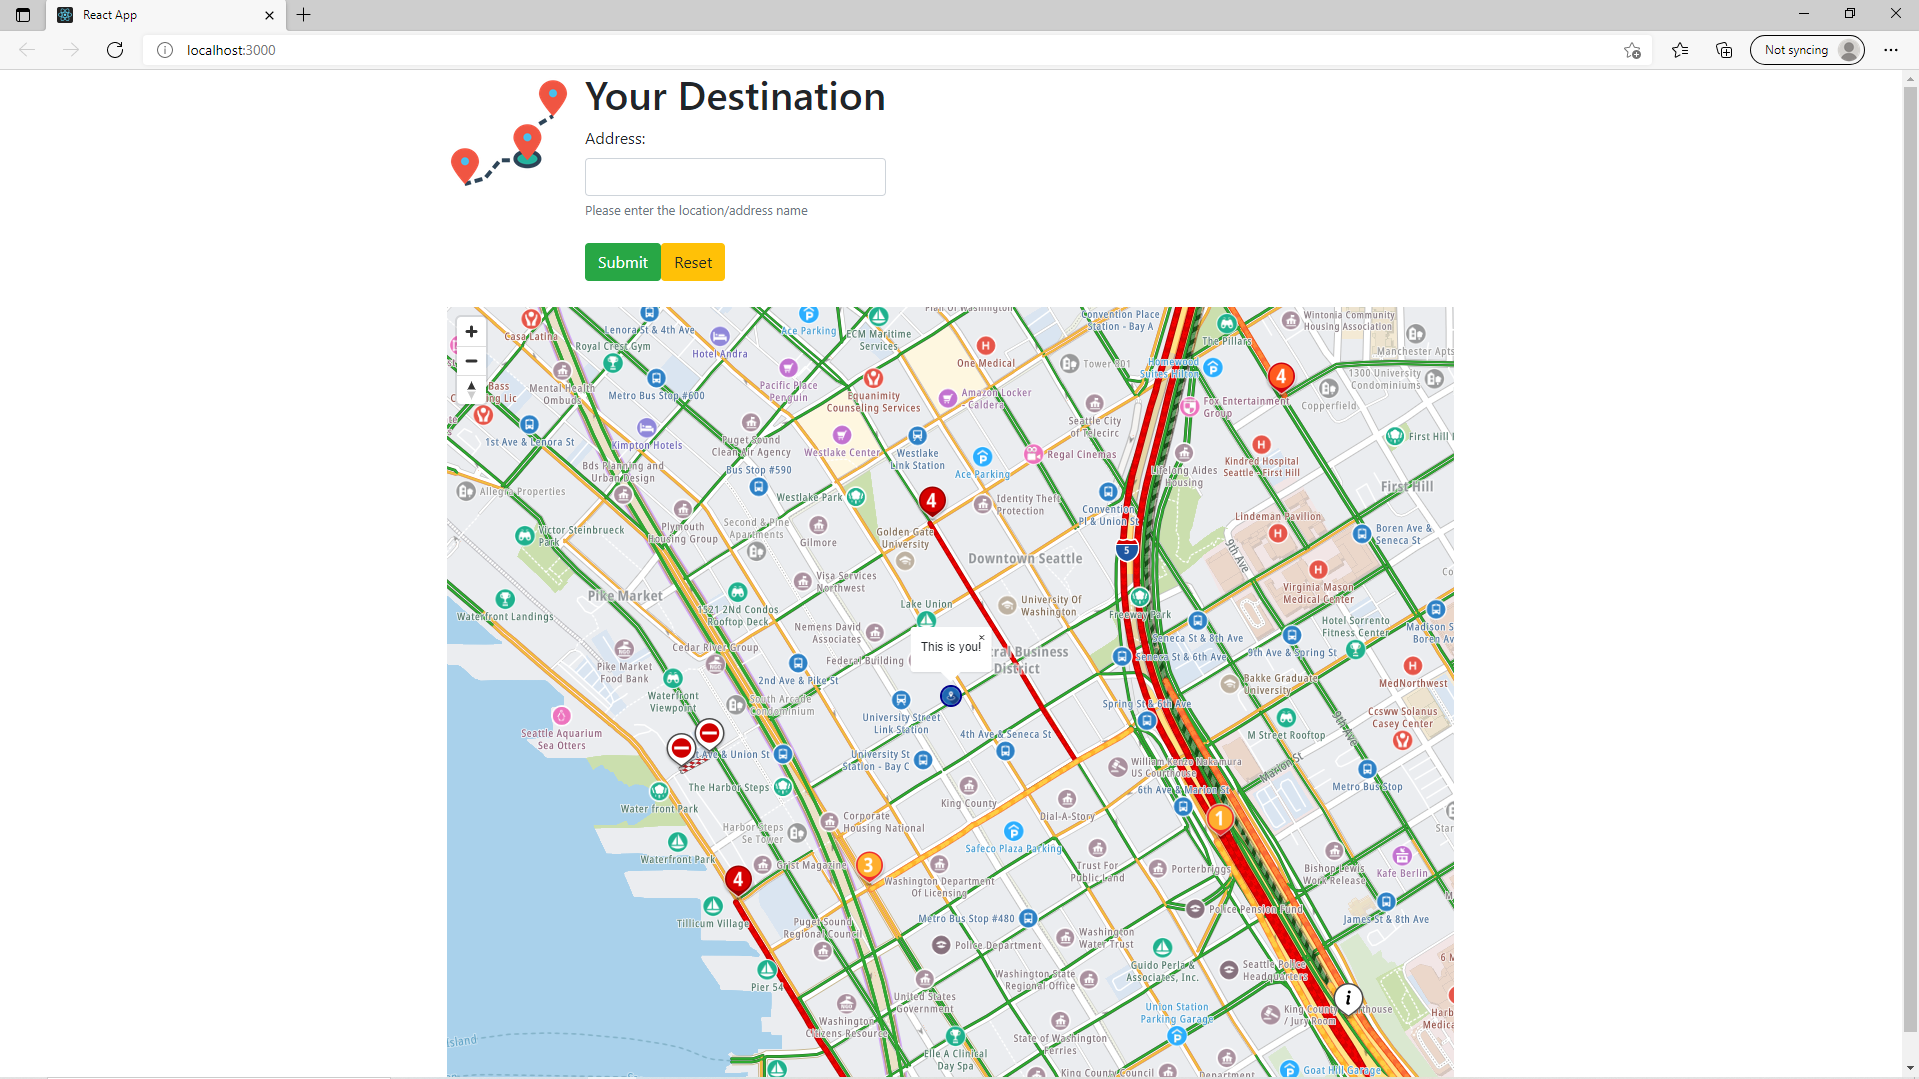 React App
localhost:3000
Not syncing
Your Destination
Address:
Please enter the location/address name
Submit
Reset
Casa Latina
Lenora St & 4th Ave
Ace Parking
ECM Maritime
Services
Convention Place
Station - Bay A
The Pillars
Wintonia Community
Housing Association
Manchester Apts
Royal Crest Gym
Hotel Andra
One Medical
Tower 801
Homewood
Suites Hilton
4
1300 University
Condominiums
Mental Health
Ombuds
Metro Bus Stop #600
Pacific Place
Penguin
Equanimity
Counseling Services
Amazon Locker
- Caldera
Fox Entertainment
Group
Copperfield
1st Ave & Lenora St
Kimpton Hotels
Puget Sound
Clean Air Agency
Westlake Center
Westlake
Link Station
Seattle City
of Telecirc
Regal Cinemas
Kindred Hospital
Seattle - First Hill
First Hill
Bds Planning and
Urban Design
Bus Stop #590
Ace Parking
Lifelong Aides
Housing
First Hill
Allegra Properties
Westlake Park
4
Identity Theft
Protection
Convention
Pl & Union St
Lindeman Pavilion
Boren Ave &
Seneca St
Victor Steinbrueck
Park
Plymouth
Housing Group
Second & Pine
Apartments
Gilmore
Golden Gate
University
Downtown Seattle
5
9th Ave
Pike Market
Visa Services
Northwest
Virginia Mason
Medical Center
Waterfront Landings
1521 2Nd Condos
Rooftop Deck
Lake Union
University Of
Washington
Freeway Park
Hotel Sorrento
Fitness Center
Madison S
Boren Av
Nemens David
Associates
Seneca St & 8th Ave
Cedar River Group
Federal Building
This is you!
×
District
Seneca St & 6th Ave
9th Ave & Spring St
Pike Market
Food Bank
2nd Ave & Pike St
Bakke Graduate
University
MedNorthwest
Waterfront
Viewpoint
South Arcade
Condominium
University Street
Link Station
Spring St & 6th Ave
Ccsww Solanus
Casey Center
Seattle Aquarium
Sea Otters
4th Ave & Seneca St
M Street Rooftop
9th Ave
Ave & Union St
University St
Station - Bay C
William Kenzo Nakamura
US Courthouse
Marion St
The Harbor Steps
King County
6th Ave & Marion St
Metro Bus Stop
Water front Park
Harbor Steps
Se Tower
Corporate
Housing National
Dial-A-Story
1
Safeco Plaza Parking
Waterfront Park
Grist Magazine
3
Trust For
Public Land
Porterbriggs
Bishop Lewis
Work Release
Kafe Berlin
4
Washington Department
Of Licensing
Tillicum Village
Puget Sound
Regional Council
Metro Bus Stop #480
Police Pension Fund
James St & 8th Ave
Police Department
Washington
Water Trust
Guido Perla &
Associates, Inc.
Seattle Police
Headquarters
Pier 54
United States
Government
Washington State
Regional Office
i
Washington
Citizens Resource
Union Station
Parking Garage
/ Jury Room
State of Washington
Ferries
Elle A Clinical
Day Spa
King County Council
Department
Goat Hill Garage